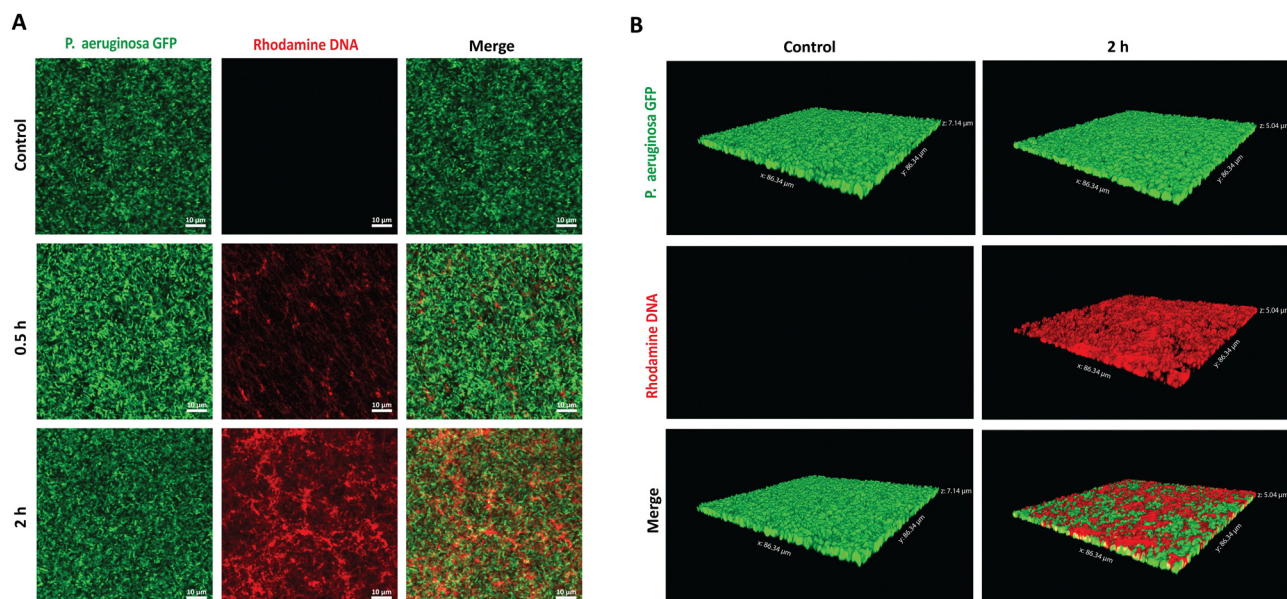 A
P. aeruginosa GFP
Rhodamine DNA
Merge
Control
10 µm
10 µm
10 µm
0.5 h
10 µm
10 µm
10 µm
2 h
10 µm
10 µm
10 µm
B
Control
2 h
P. aeruginosa GFP
z: 7.14 µm
y: 86.34 µm
x: 86.34 µm
z: 5.04 µm
y: 86.34 µm
x: 86.34 µm
Rhodamine DNA
z: 5.04 µm
y: 86.34 µm
x: 86.34 µm
Merge
z: 7.14 µm
y: 86.34 µm
x: 86.34 µm
z: 5.04 µm
y: 86.34 µm
x: 86.34 µm